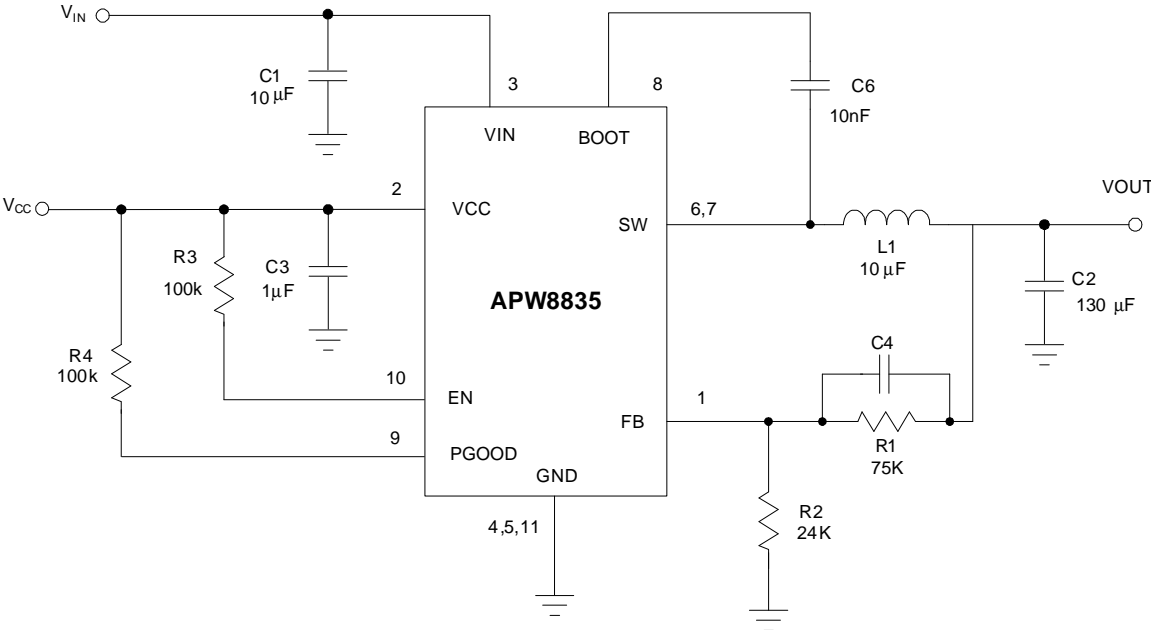 VIN
C1
10 μF
3
8
C6
10nF
VIN
BOOT
VCC
2
VCC
6,7
SW
VOUT
L1
10 μF
R3
100k
C3
1μF
APW8835
C2
130 μF
R4
100k
10
EN
C4
1
FB
9
PGOOD
R1
75K
GND
4,5,11
R2
24K